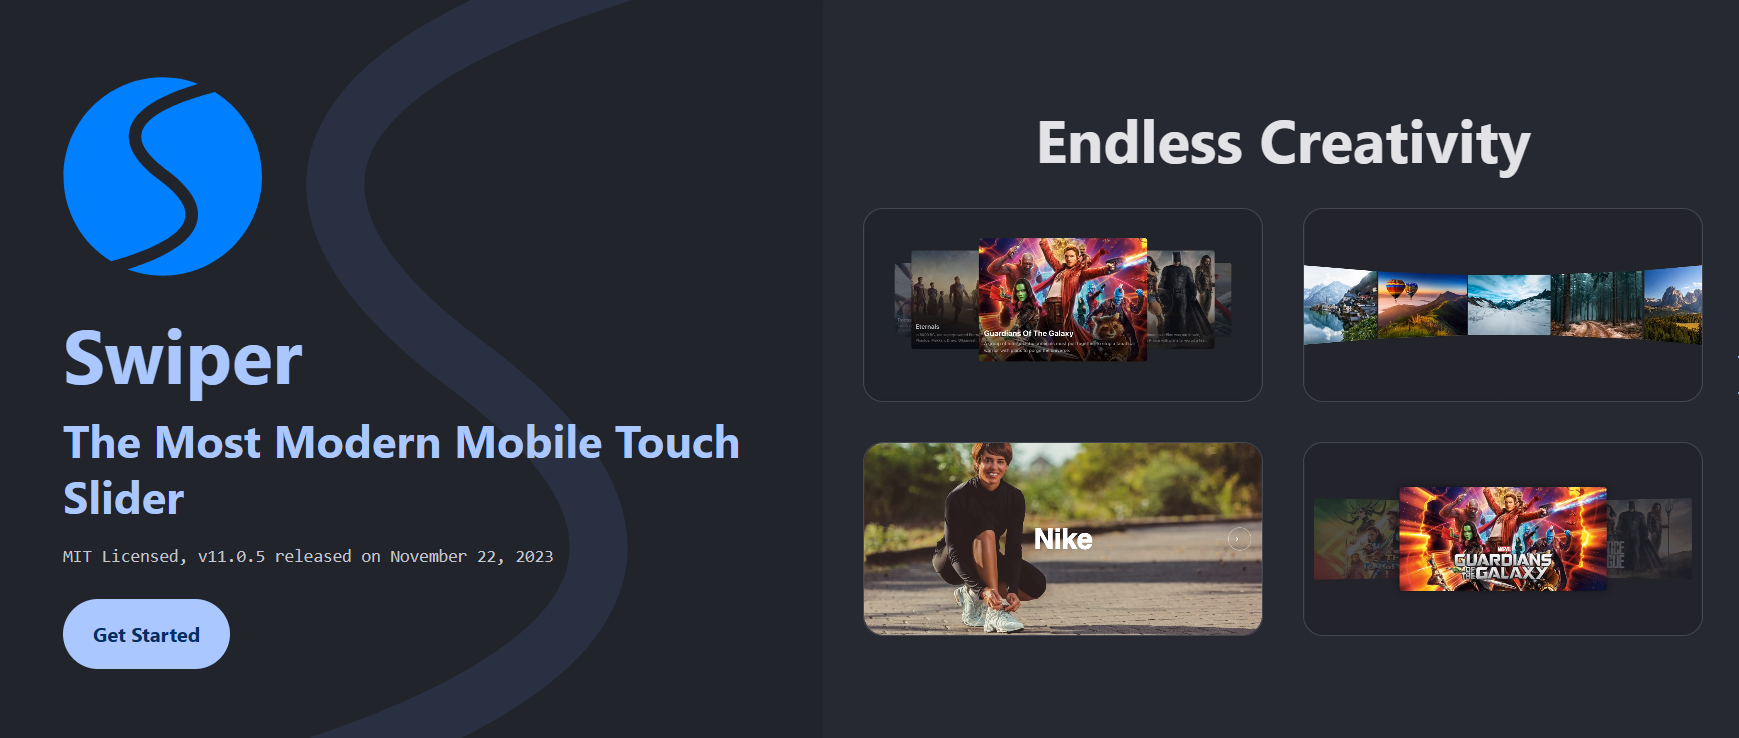 Swiper
The Most Modern Mobile Touch
Slider
MIT Licensed, v11.0.5 released on November 22, 2023
Get Started
Endless Creativity
Eternals
Guardians Of The Galaxy
Nike
MARVEL
GUARDIANS
OF THE GALAXY